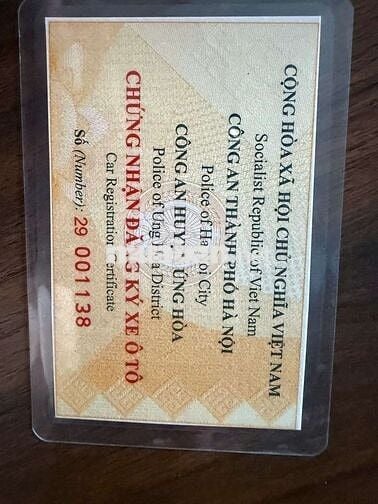 CỘNG HÒA XÃ HỘI CHỦ NGHĨA VIỆT NAM
Socialist Republic of Viet Nam
CÔNG AN THÀNH PHỐ HÀ NỘI
Police of Ha Noi City
CÔNG AN HUYỆN ỨNG HÒA
Police of Ung Hoa District
CHỨNG NHẬN ĐĂNG KÝ XE Ô TÔ
Car Registration Certificate
Số (Number): 29 001138